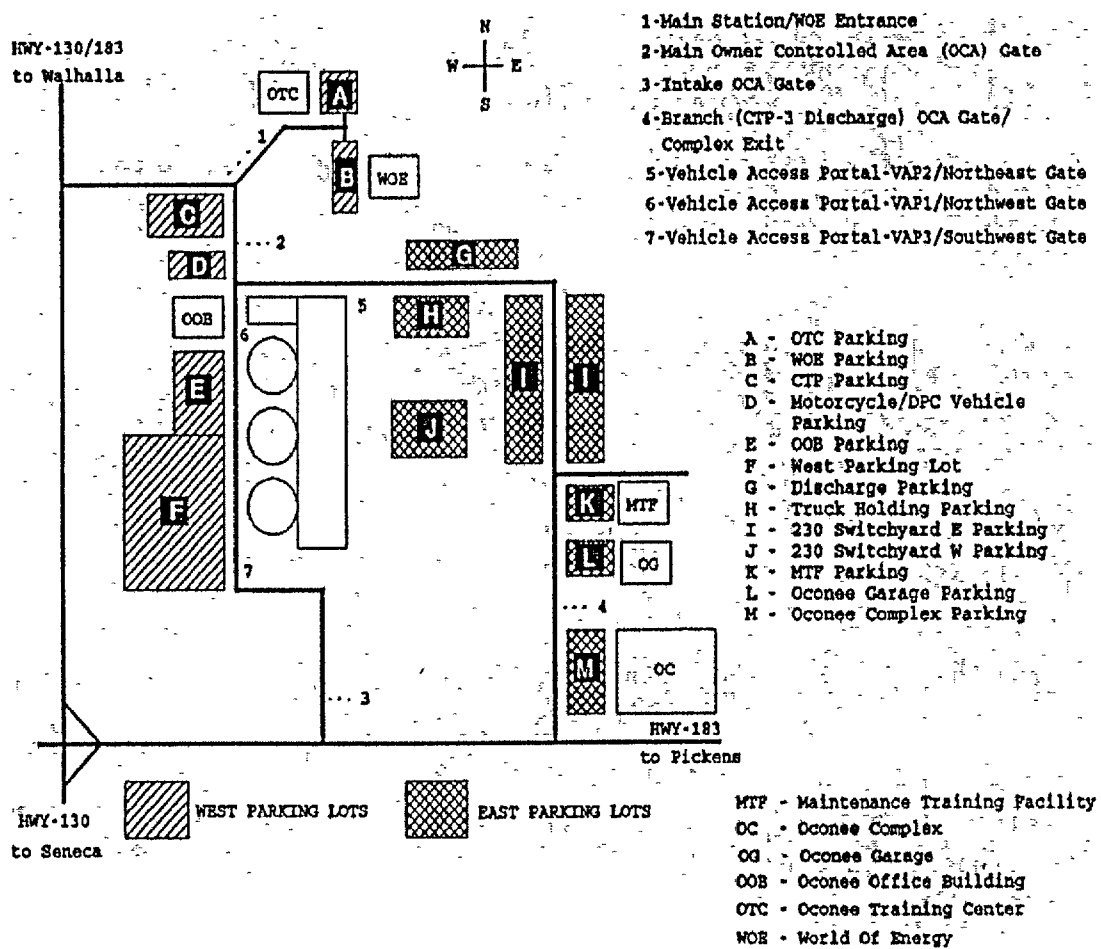 N
W E
S
HWY-130/183
to Walhalla
1-Main Station/WOE Entrance
2-Main Owner Controlled Area (OCA) Gate
3-Intake OCA Gate
4-Branch (CTP-3 Discharge) OCA Gate/
Complex Exit
5-Vehicle Access Portal-VAP2/Northeast Gate
6-Vehicle Access Portal-VAP1/Northwest Gate
7-Vehicle Access Portal-VAP3/Southwest Gate
OTC
A
1
B
WOE
C
2
D
G
OOB
5
H
6
E
I
I
J
F
K
MTF
L
OG
7
4
M
OC
3
A - OTC Parking
B - WOE Parking
C - CTP Parking
D - Motorcycle/DPC Vehicle
Parking
E - OOB Parking
F - West Parking Lot
G - Discharge Parking
H - Truck Holding Parking
I - 230 Switchyard E Parking
J - 230 Switchyard W Parking
K - MTF Parking
L - Oconee Garage Parking
M - Oconee Complex Parking
HWY-183
to Pickens
HWY-130
to Seneca
WEST PARKING LOTS
EAST PARKING LOTS
MTF - Maintenance Training Facility
OC - Oconee Complex
OG - Oconee Garage
OOB - Oconee Office Building
OTC - Oconee Training Center
WOE - World Of Energy